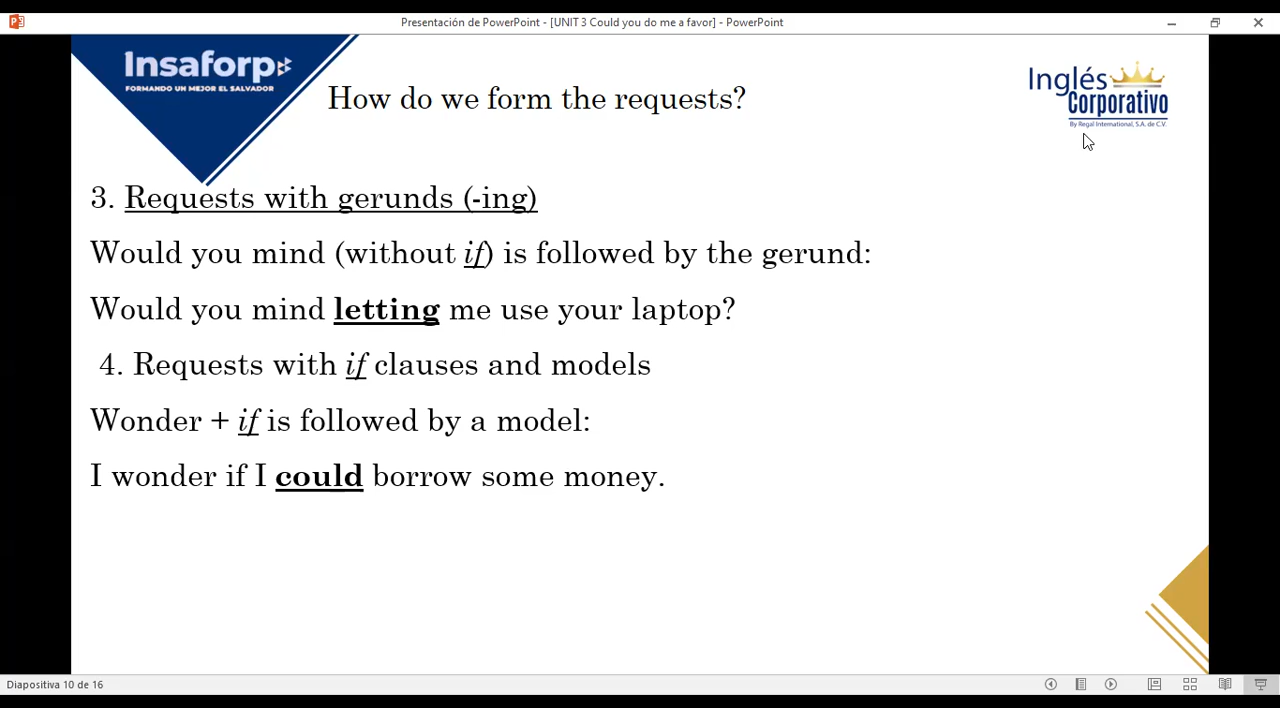 Presentación de PowerPoint - [UNIT 3 Could you do me a favor] - PowerPoint
Insaforp
FORMANDO UN MEJOR EL SALVADOR
How do we form the requests?
Inglés
Corporativo
By Regal International, S.A. de C.V.
3. Requests with gerunds (-ing)
Would you mind (without if) is followed by the gerund:
Would you mind letting me use your laptop?
4. Requests with if clauses and models
Wonder + if is followed by a model:
I wonder if I could borrow some money.
Diapositiva 10 de 16